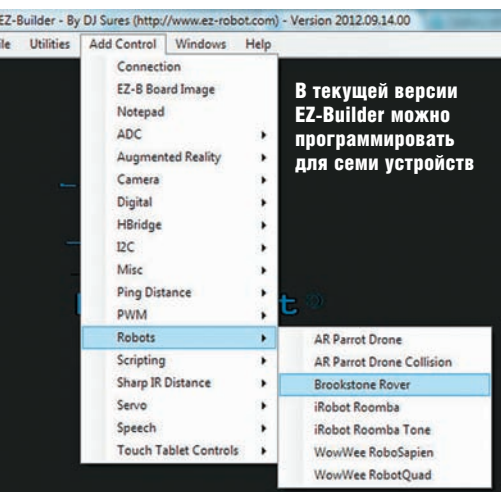 EZ-Builder - By DJ Sures (http://www.ez-robot.com) - Version 2012.09.14.00
Utilities Add Control Windows Help
Connection
EZ-B Board Image
Notepad
ADC
Augmented Reality
Camera
Digital
HBridge
I2C
Misc
Ping Distance
PWM
Robots
Scripting
Sharp IR Distance
Servo
Speech
Touch Tablet Controls
В текущей версии
EZ-Builder можно
программировать
для семи устройств
AR Parrot Drone
AR Parrot Drone Collision
Brookstone Rover
iRobot Roomba
iRobot Roomba Tone
WowWee RoboSapien
WowWee RobotQuad